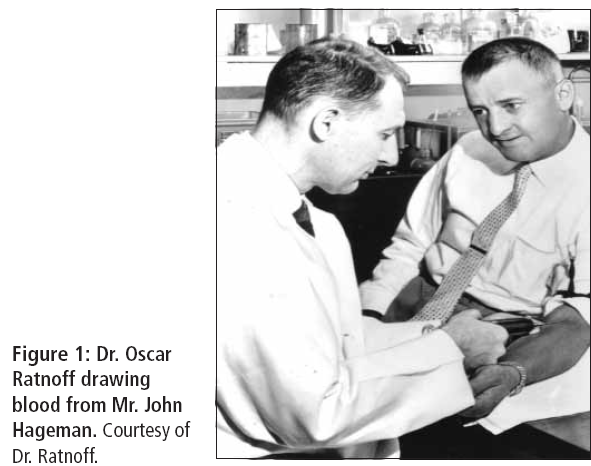 Figure 1: Dr. Oscar
Ratnoff drawing
blood from Mr. John
Hageman. Courtesy of
Dr. Ratnoff.